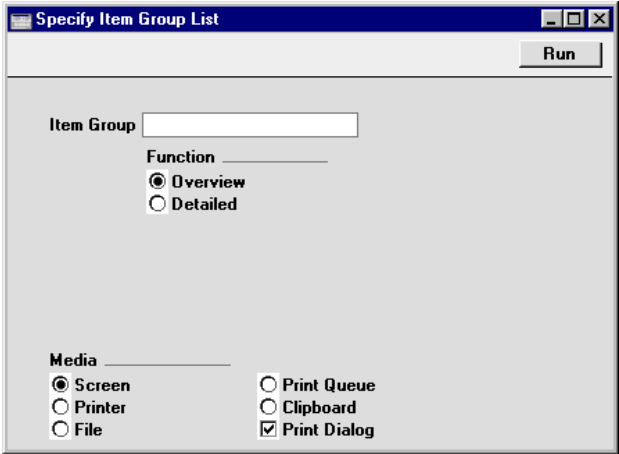 Specify Item Group List
Run
Item Group
Function
Overview
Detailed
Media
Screen
Print Queue
Printer
Clipboard
File
Print Dialog